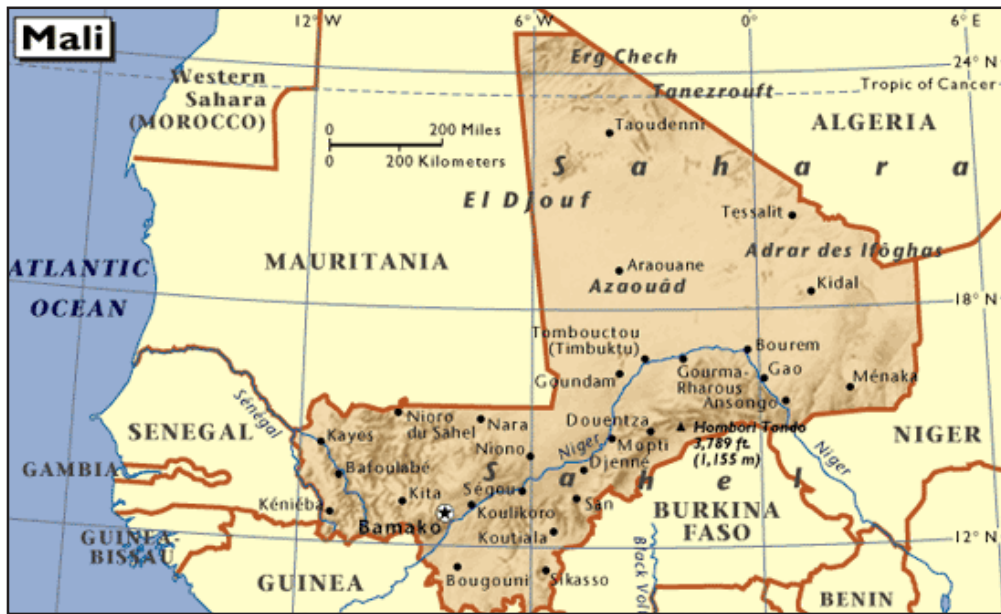 12° W
6° W
0°
6° E
Mali
Erg Chech
24° N
Western
Sahara
(MOROCCO)
Tanezrouft
Tropic of Cancer
0
200 Miles
0
200 Kilometers
Taoudenni
ALGERIA
Sahara
El Djouf
Tessalit
ATLANTIC
OCEAN
MAURITANIA
Adrar des Ifôghas
Araouane
Azaouâd
Kidal
18° N
Tombouctou
(Timbuktu)
Bourem
Goundam
Gourma-
Rharous
Gao
Ansongo
Ménaka
Sénégal
Nioro
du Sahel
Nara
Douentza
Hombori Tondo
3,789 ft.
(1,155 m)
SENEGAL
Kayes
Niono
Niger
Mopti
Niger
NIGER
GAMBIA
Bafoulabé
Sahel
Djenné
Kéniéba
Kita
Ségou
Koulikoro
San
BURKINA
FASO
GUINEA-
BISSAU
Bamako
Koutiala
12° N
GUINEA
Bougouni
Sikasso
Black Volt
BENIN